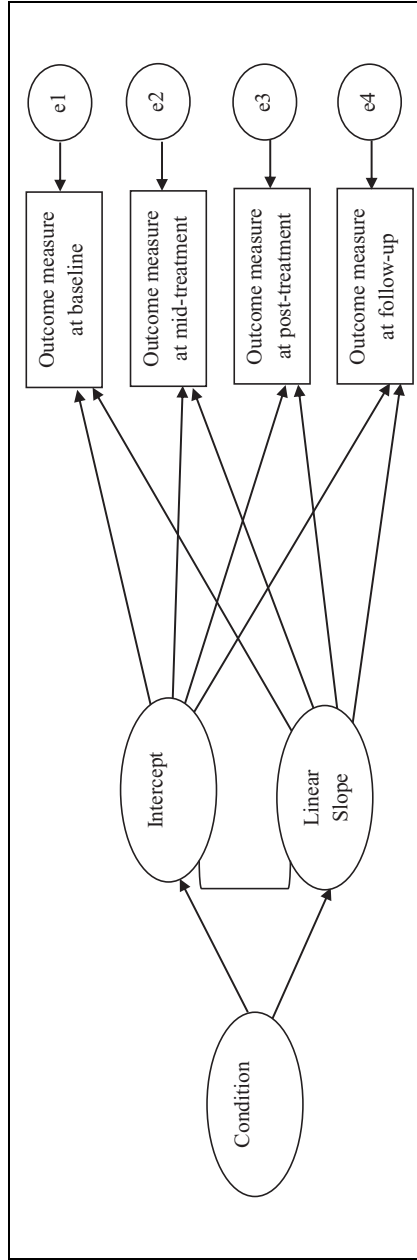 Condition
Intercept
Linear
Slope
Outcome measure
at baseline
Outcome measure
at mid-treatment
Outcome measure
at post-treatment
Outcome measure
at follow-up
e1
e2
e3
e4